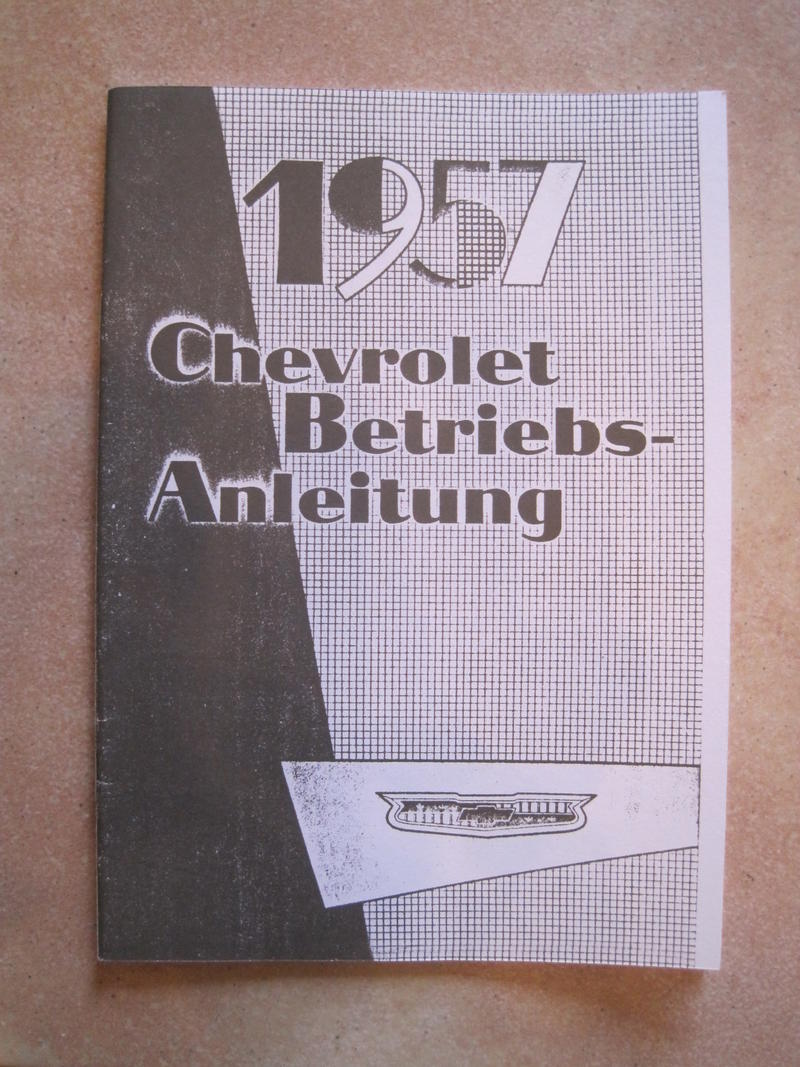 1957
Chevrolet
Betriebs-
Anleitung